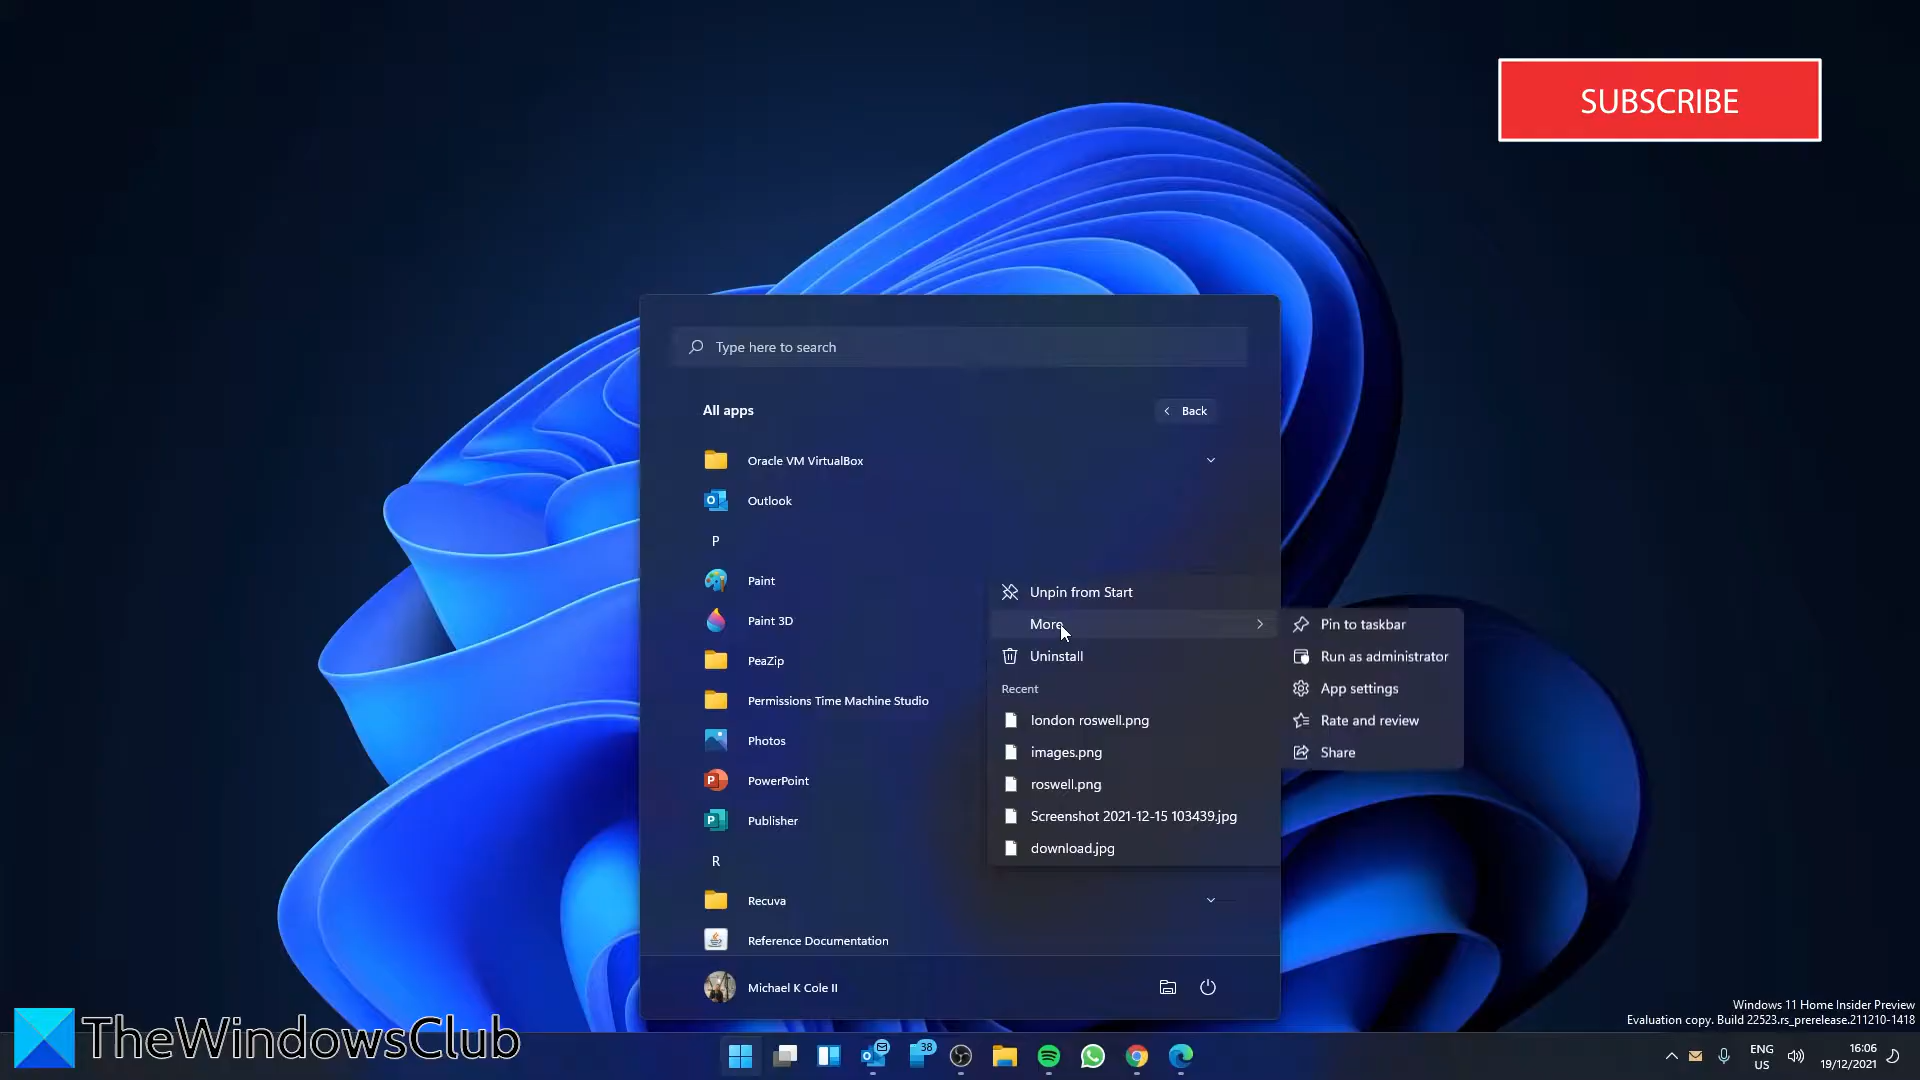 SUBSCRIBE
Type here to search
All apps
Back
Oracle VM VirtualBox
Outlook
P
Paint
Paint 3D
PeaZip
Permissions Time Machine Studio
Photos
PowerPoint
Publisher
R
Recuva
Reference Documentation
Unpin from Start
More
Uninstall
Recent
london roswell.png
images.png
roswell.png
Screenshot 2021-12-15 103439.jpg
download.jpg
Pin to taskbar
Run as administrator
App settings
Rate and review
Share
Michael K Cole II
Windows 11 Home Insider Preview
Evaluation copy. Build 22523.rs_prerelease.211210-1418
TheWindowsClub
38
ENG
US
16:06
19/12/2021